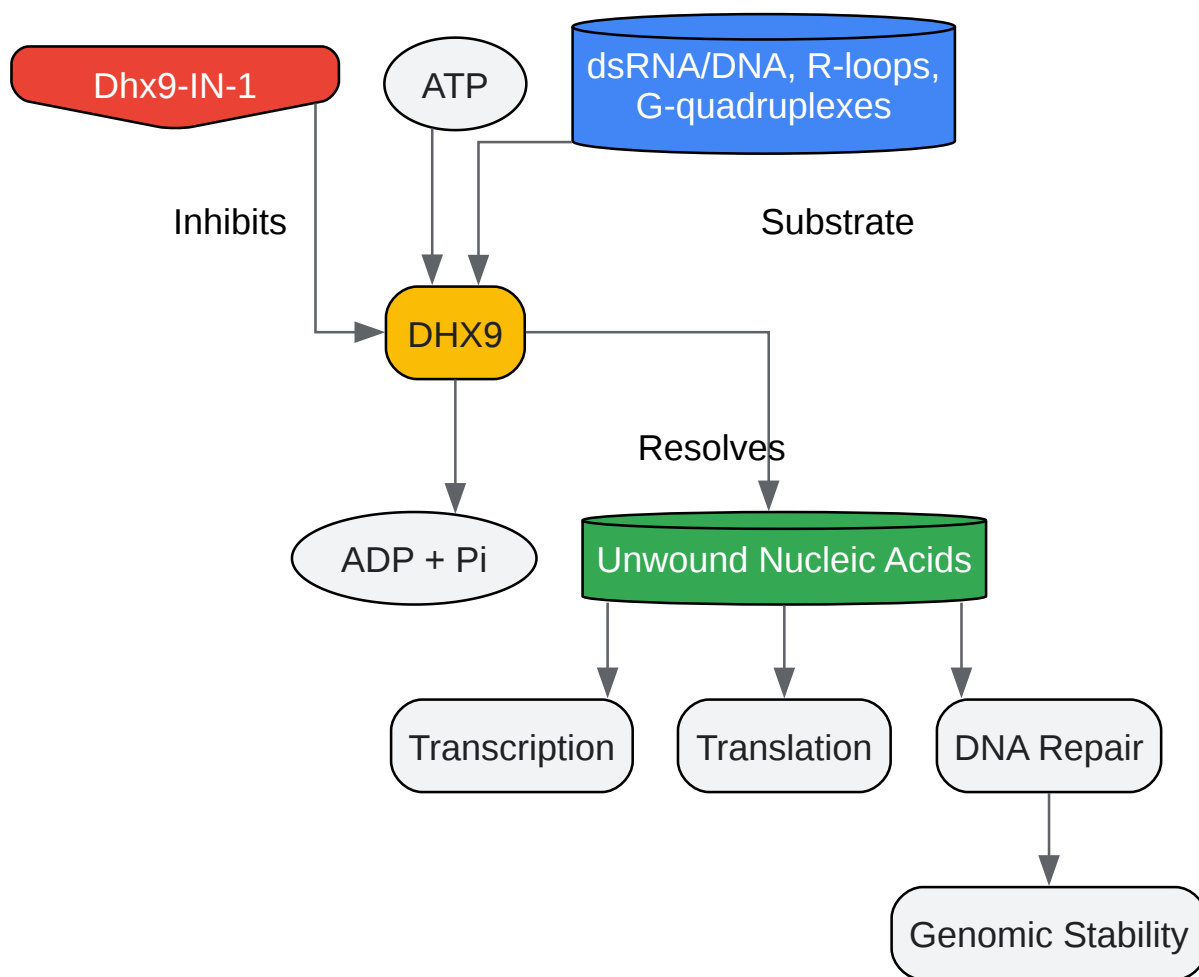 Dhx9-IN-1
ATP
dsRNA/DNA, R-loops,
G-quadruplexes
Inhibits
Substrate
DHX9
Resolves
ADP + Pi
Unwound Nucleic Acids
Transcription
Translation
DNA Repair
Genomic Stability